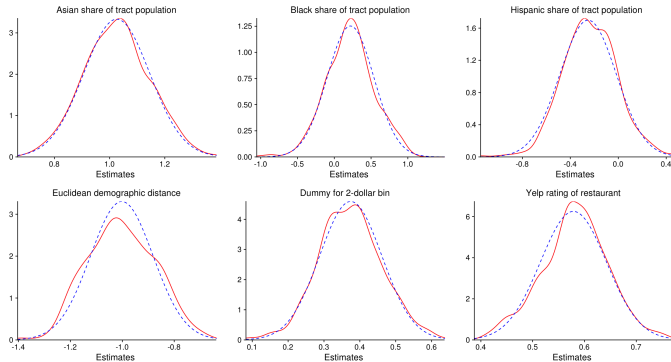 Asian share of tract population
3
2
1
0
0.8 1.0 1.2
Estimates
Black share of tract population
1.25
1.00
0.75
0.50
0.25
0.00
-1.0 -0.5 0.0 0.5 1.0
Estimates
Hispanic share of tract population
1.6
1.2
0.8
0.4
0.0
-0.8 -0.4 0.0 0.4
Estimates
Euclidean demographic distance
3
2
1
0
-1.4 -1.2 -1.0 -0.8
Estimates
Dummy for 2-dollar bin
4
3
2
1
0
0.1 0.2 0.3 0.4 0.5 0.6
Estimates
Yelp rating of restaurant
6
4
2
0
0.4 0.5 0.6 0.7
Estimates